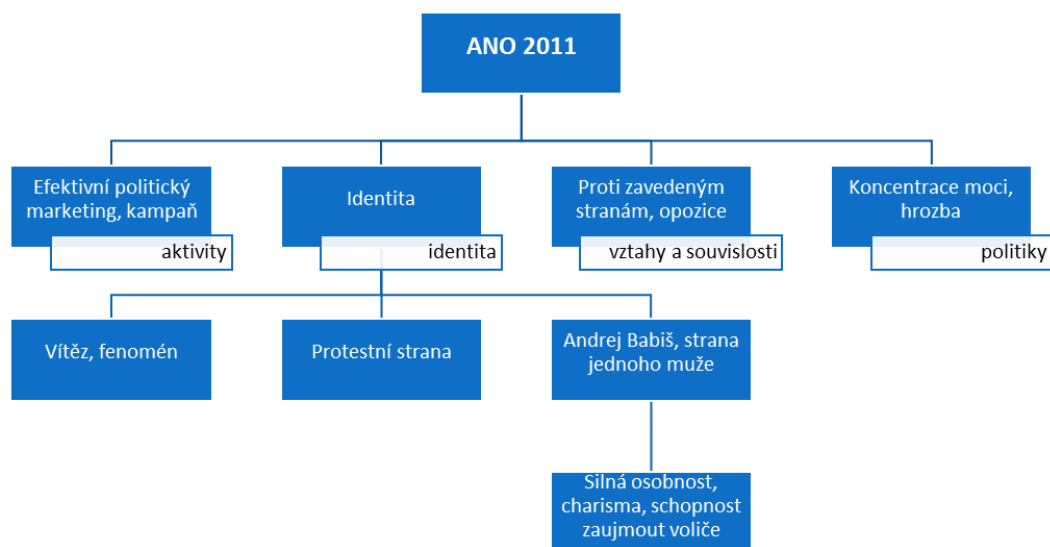 ANO 2011
Efektivní politický
marketing, kampaň
aktivity
Identita
identita
Proti zavedeným
stranám, opozice
vztahy a souvislosti
Koncentrace moci,
hrozba
politiky
Vítěz, fenomén
Protestní strana
Andrej Babiš, strana
jednoho muže
Silná osobnost,
charisma, schopnost
zaujmout voliče